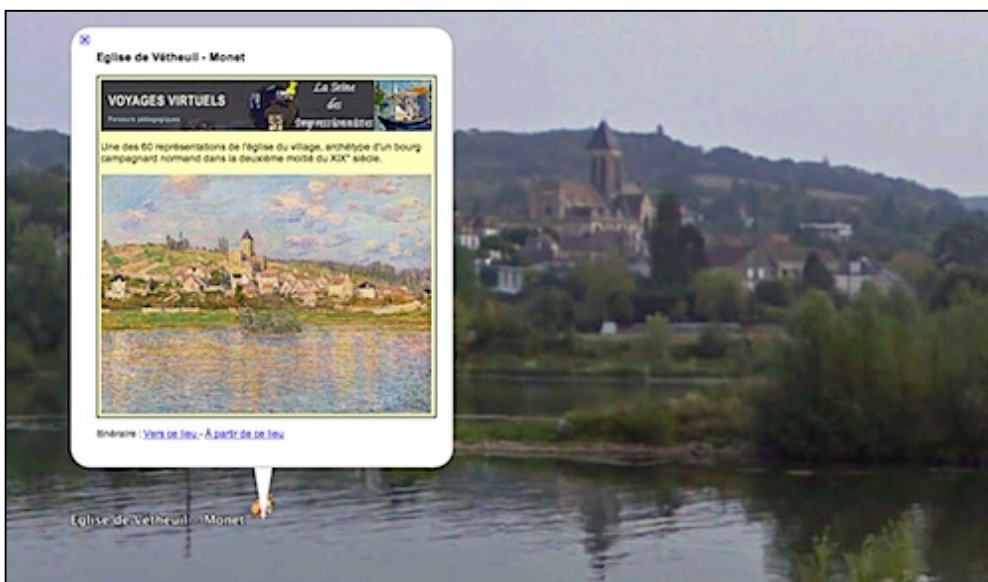 Eglise de Vétheuil - Monet
VOYAGES VIRTUELS
Parcours pédagogiques
La Seine
des
Impressionnistes
Une des 60 représentations de l'église du village, archétype d'un bourg
campagnard normand dans la deuxième moitié du XIX° siècle.
Itinéraire : Vers ce lieu - À partir de ce lieu
Eglise de Vétheuil - Monet